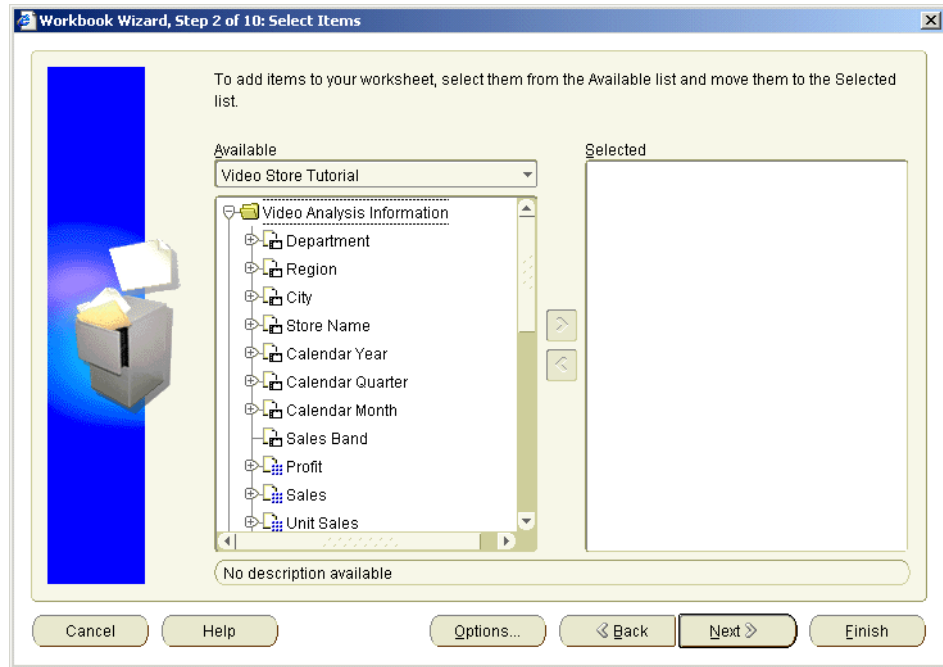 Workbook Wizard, Step 2 of 10: Select Items
To add items to your worksheet, select them from the Available list and move them to the Selected
list.
Available
Selected
Video Store Tutorial
Video Analysis Information
Department
Region
City
Store Name
Calendar Year
Calendar Quarter
Calendar Month
Sales Band
Profit
Sales
Unit Sales
No description available
Cancel
Help
Options...
Back
Next
Finish